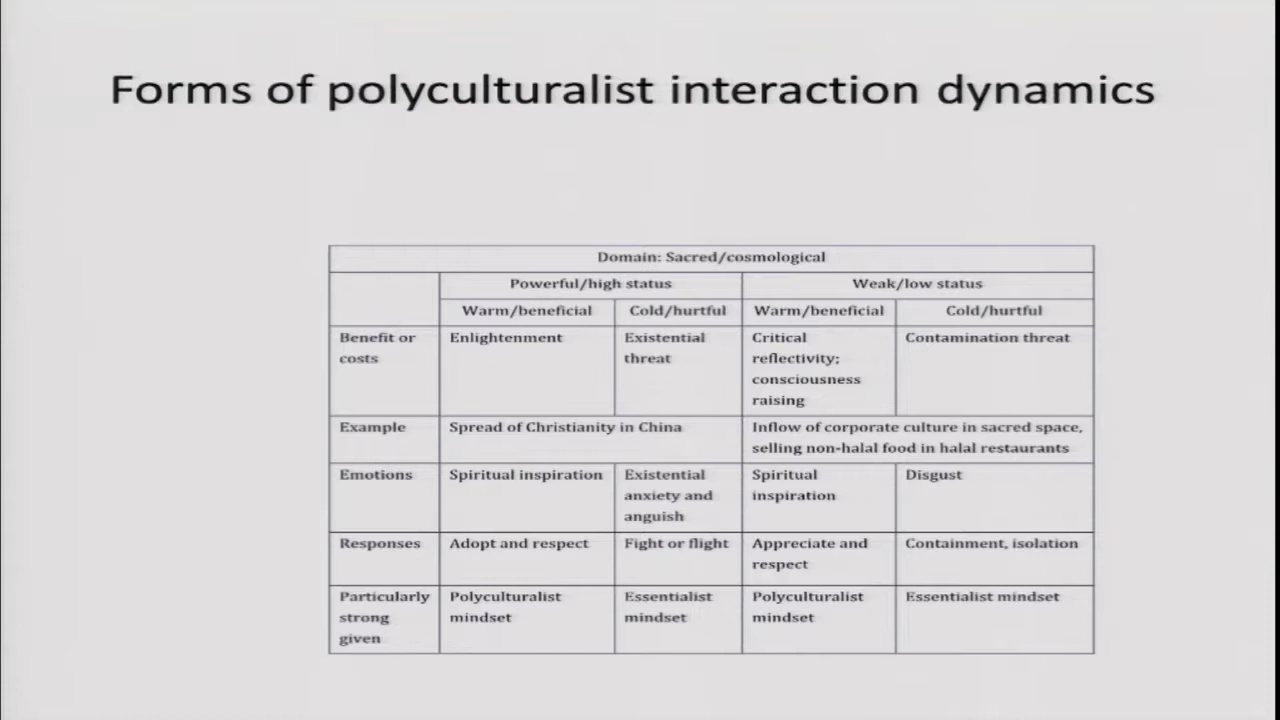 Forms of polyculturalist interaction dynamics
Domain: Sacred/cosmological
Powerful/high status Weak/low status
Warm/beneficial Cold/hurtful Warm/beneficial Cold/hurtful
Benefit or costs Enlightenment Existential threat Critical reflectivity; consciousness raising Contamination threat
Example Spread of Christianity in China Inflow of corporate culture in sacred space, selling non-halal food in halal restaurants
Emotions Spiritual inspiration Existential anxiety and anguish Spiritual inspiration Disgust
Responses Adopt and respect Fight or flight Appreciate and respect Containment, isolation
Particularly strong given Polyculturalist mindset Essentialist mindset Polyculturalist mindset Essentialist mindset